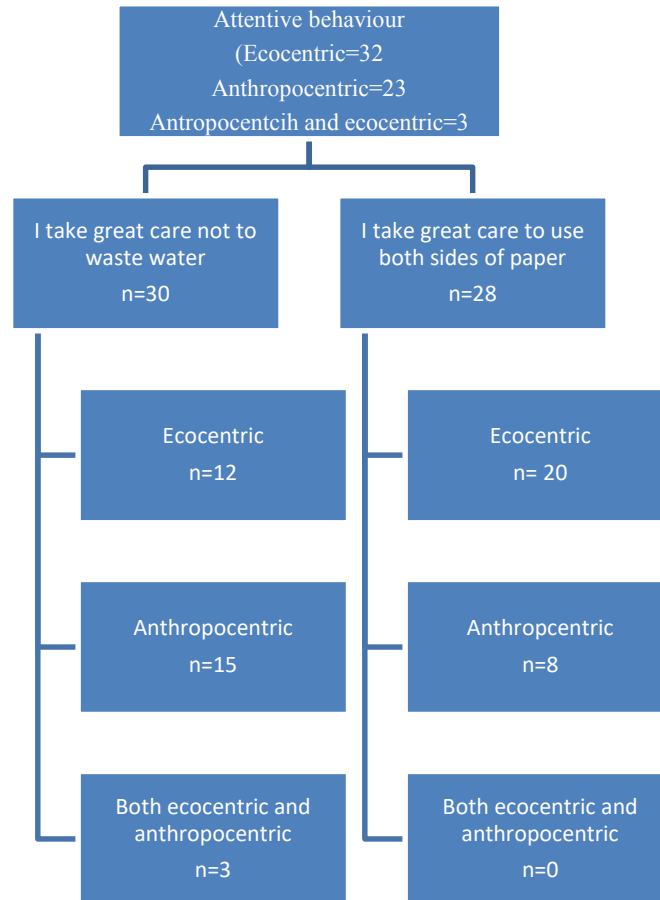 Attentive behaviour
(Ecocentric=32
Anthropocentric=23
Antropocentcih and ecocentric=3
I take great care not to
waste water
n=30
I take great care to use
both sides of paper
n=28
Ecocentric
n=12
Ecocentric
n= 20
Anthropocentric
n=15
Anthropcentric
n=8
Both ecocentric and
anthropocentric
n=3
Both ecocentric and
anthropocentric
n=0